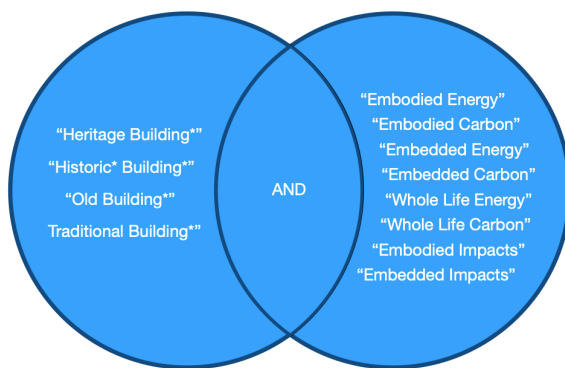 “Heritage Building*”
“Historic* Building*”
“Old Building*”
Traditional Building*”
AND
“Embodied Energy”
“Embodied Carbon”
“Embedded Energy”
“Embedded Carbon”
“Whole Life Energy”
“Whole Life Carbon”
“Embodied Impacts”
“Embedded Impacts”